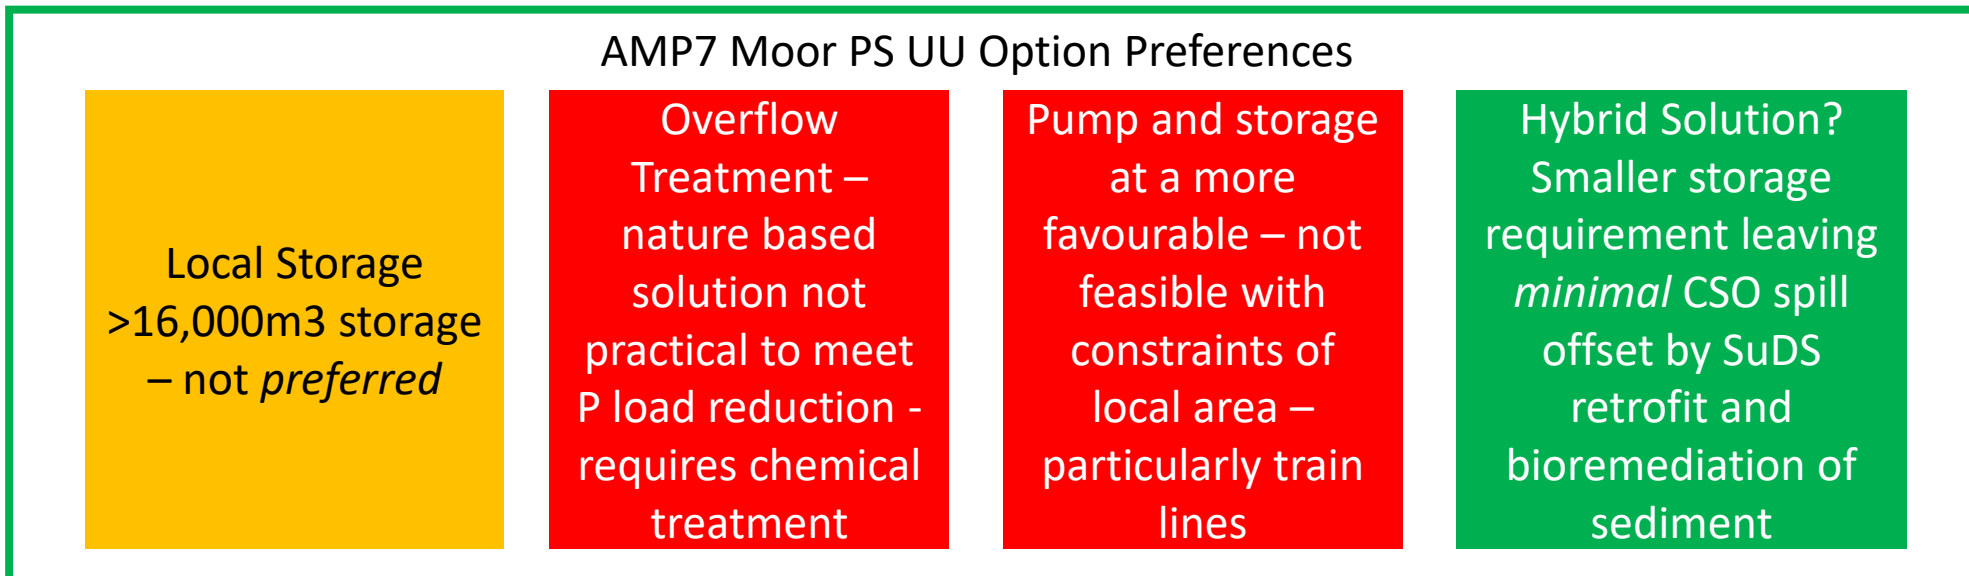 AMP7 Moor PS UU Option Preferences
Local Storage
>16,000m3 storage
– not preferred
Overflow
Treatment –
nature based
solution not
practical to meet
P load reduction -
requires chemical
treatment
Pump and storage
at a more
favourable – not
feasible with
constraints of
local area –
particularly train
lines
Hybrid Solution?
Smaller storage
requirement leaving
minimal CSO spill
offset by SuDS
retrofit and
bioremediation of
sediment